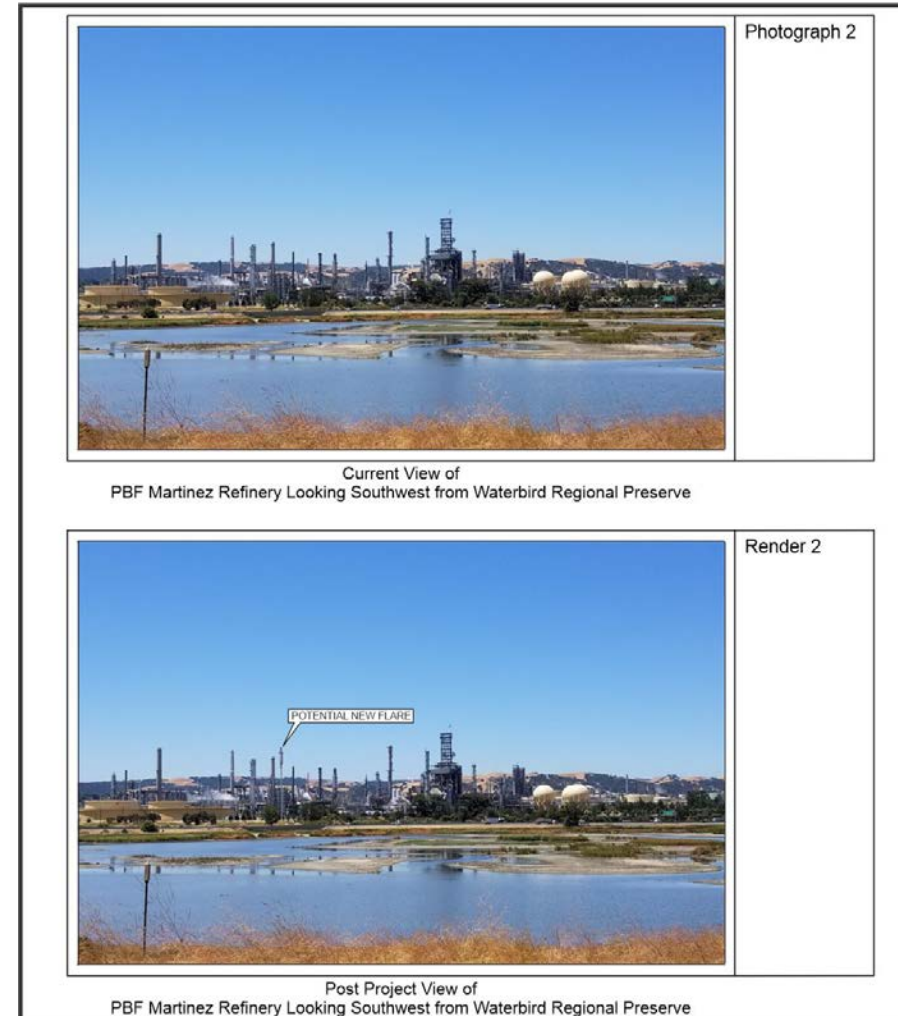 Photograph 2
Current View of
PBF Martinez Refinery Looking Southwest from Waterbird Regional Preserve
Render 2
POTENTIAL NEW FLARE
Post Project View of
PBF Martinez Refinery Looking Southwest from Waterbird Regional Preserve